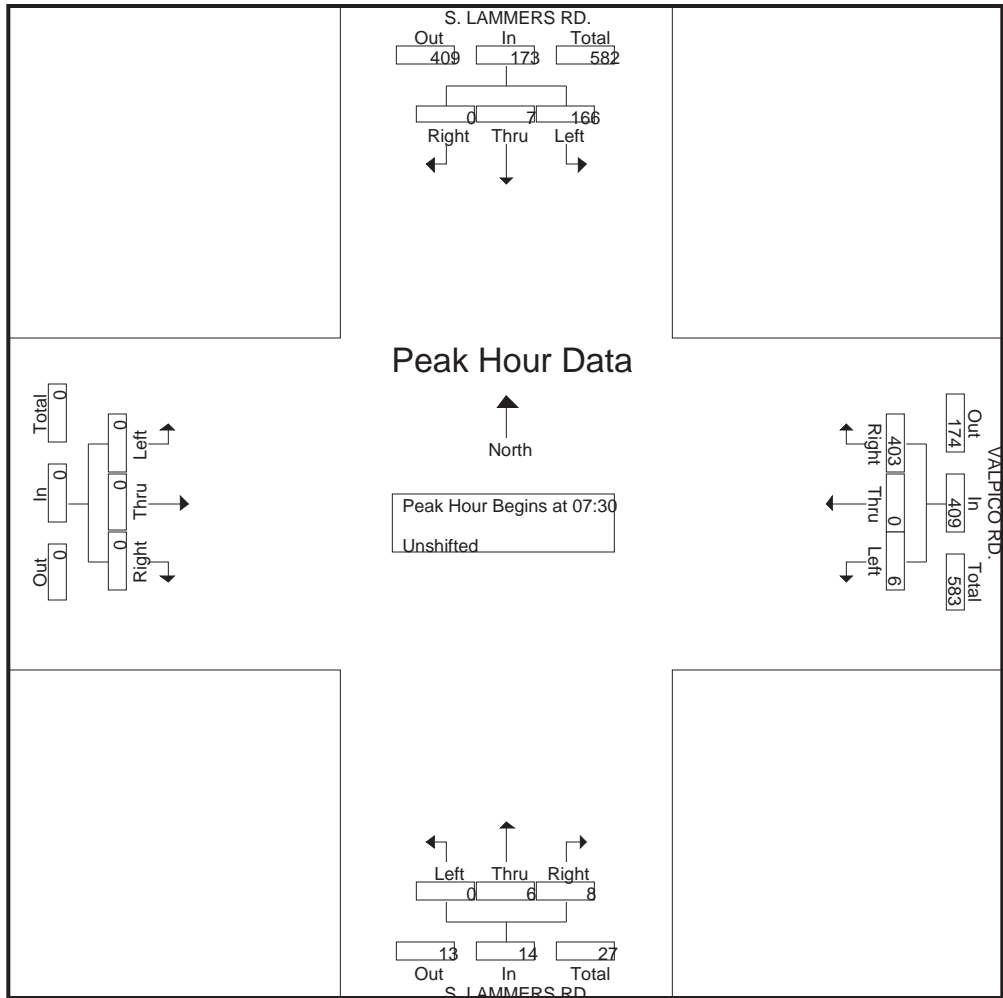 S. LAMMERS RD.
Out In Total
409 173 582
0 7 166
Right Thru Left
Peak Hour Data
North
Peak Hour Begins at 07:30
Unshifted
Total In Out
0 0 0
0 0 0
Left Thru Right
VALPICO RD.
Out In Total
174 409 583
403 0 6
Right Thru Left
Left Thru Right
0 6 8
13 14 27
Out In Total
S. LAMMERS RD.